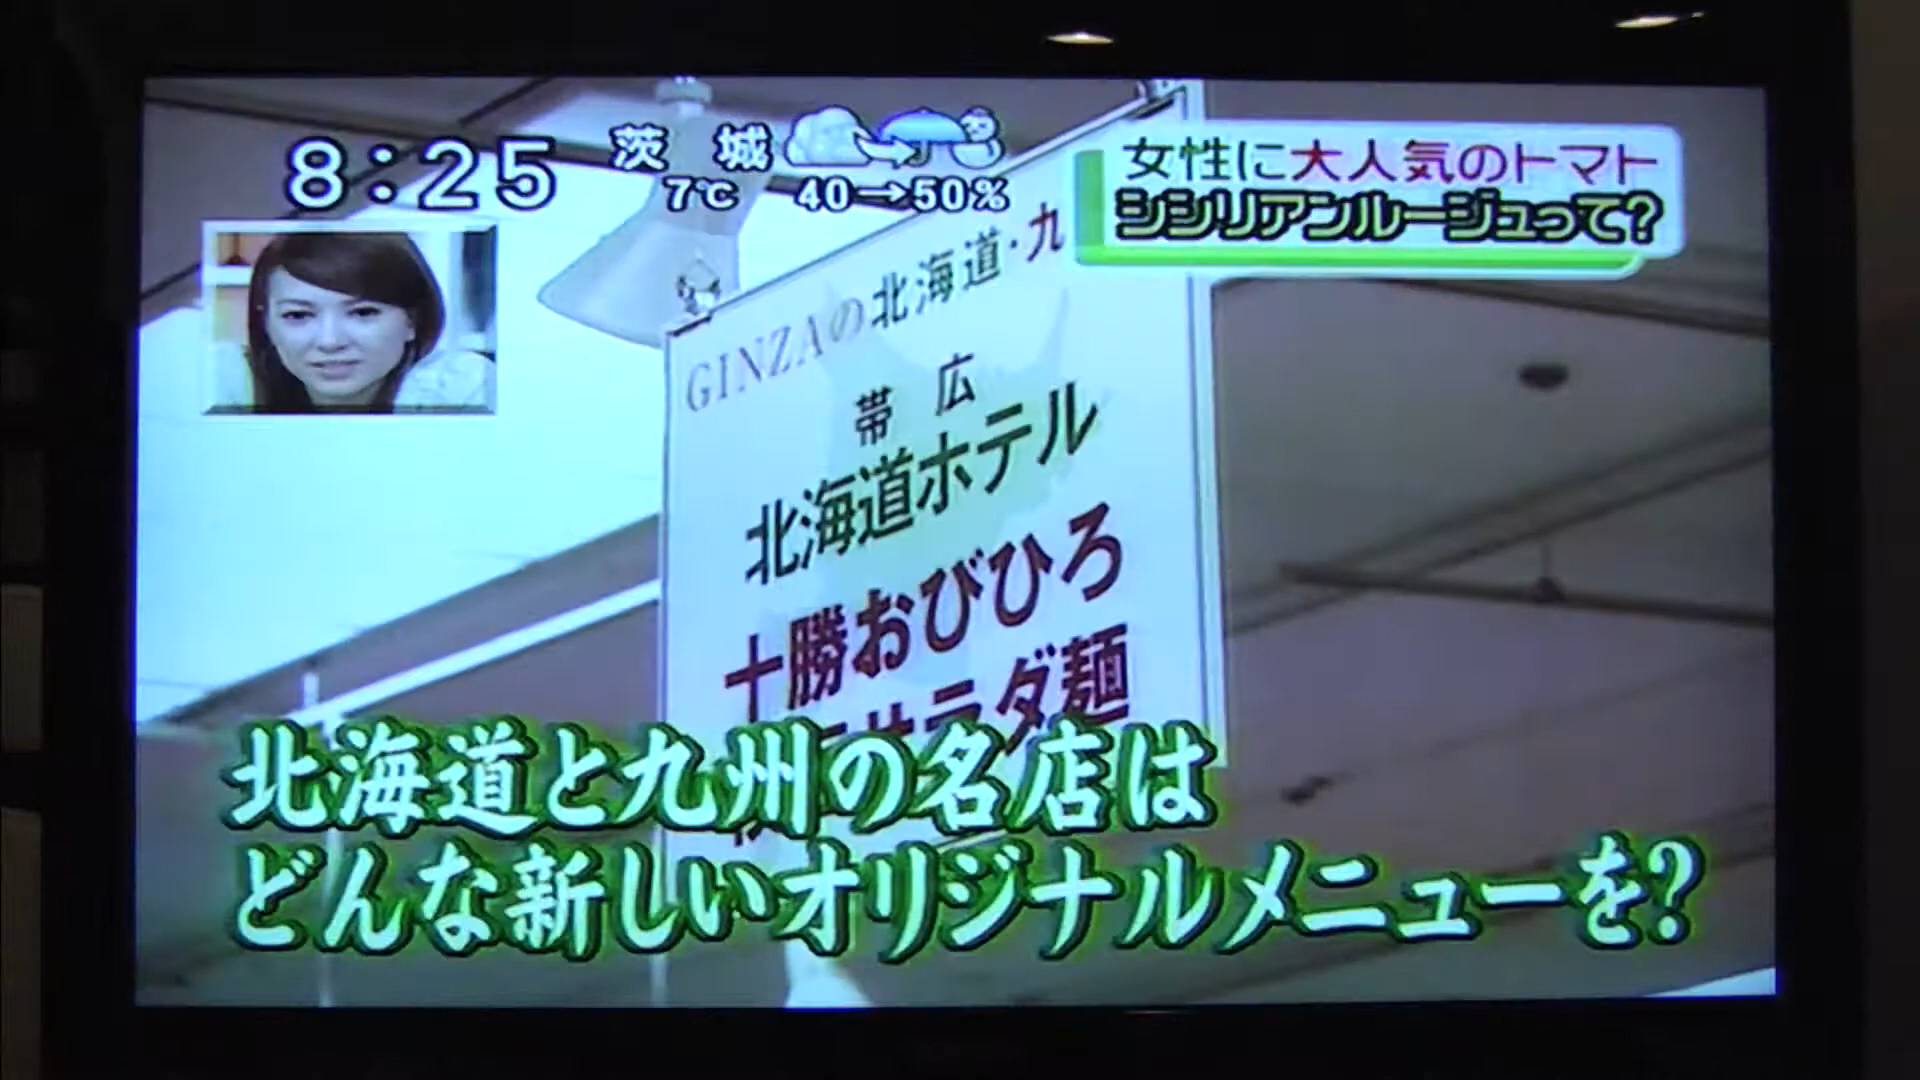 8:25
茨 城
7℃ 40→50%
女性に大人気のトマト
シシリアンルージュって?
GINZAの北海道・九
帯 広
北海道ホテル
十勝おびひろ
サラダ麺
北海道と九州の名店は
どんな新しいオリジナルメニューを?